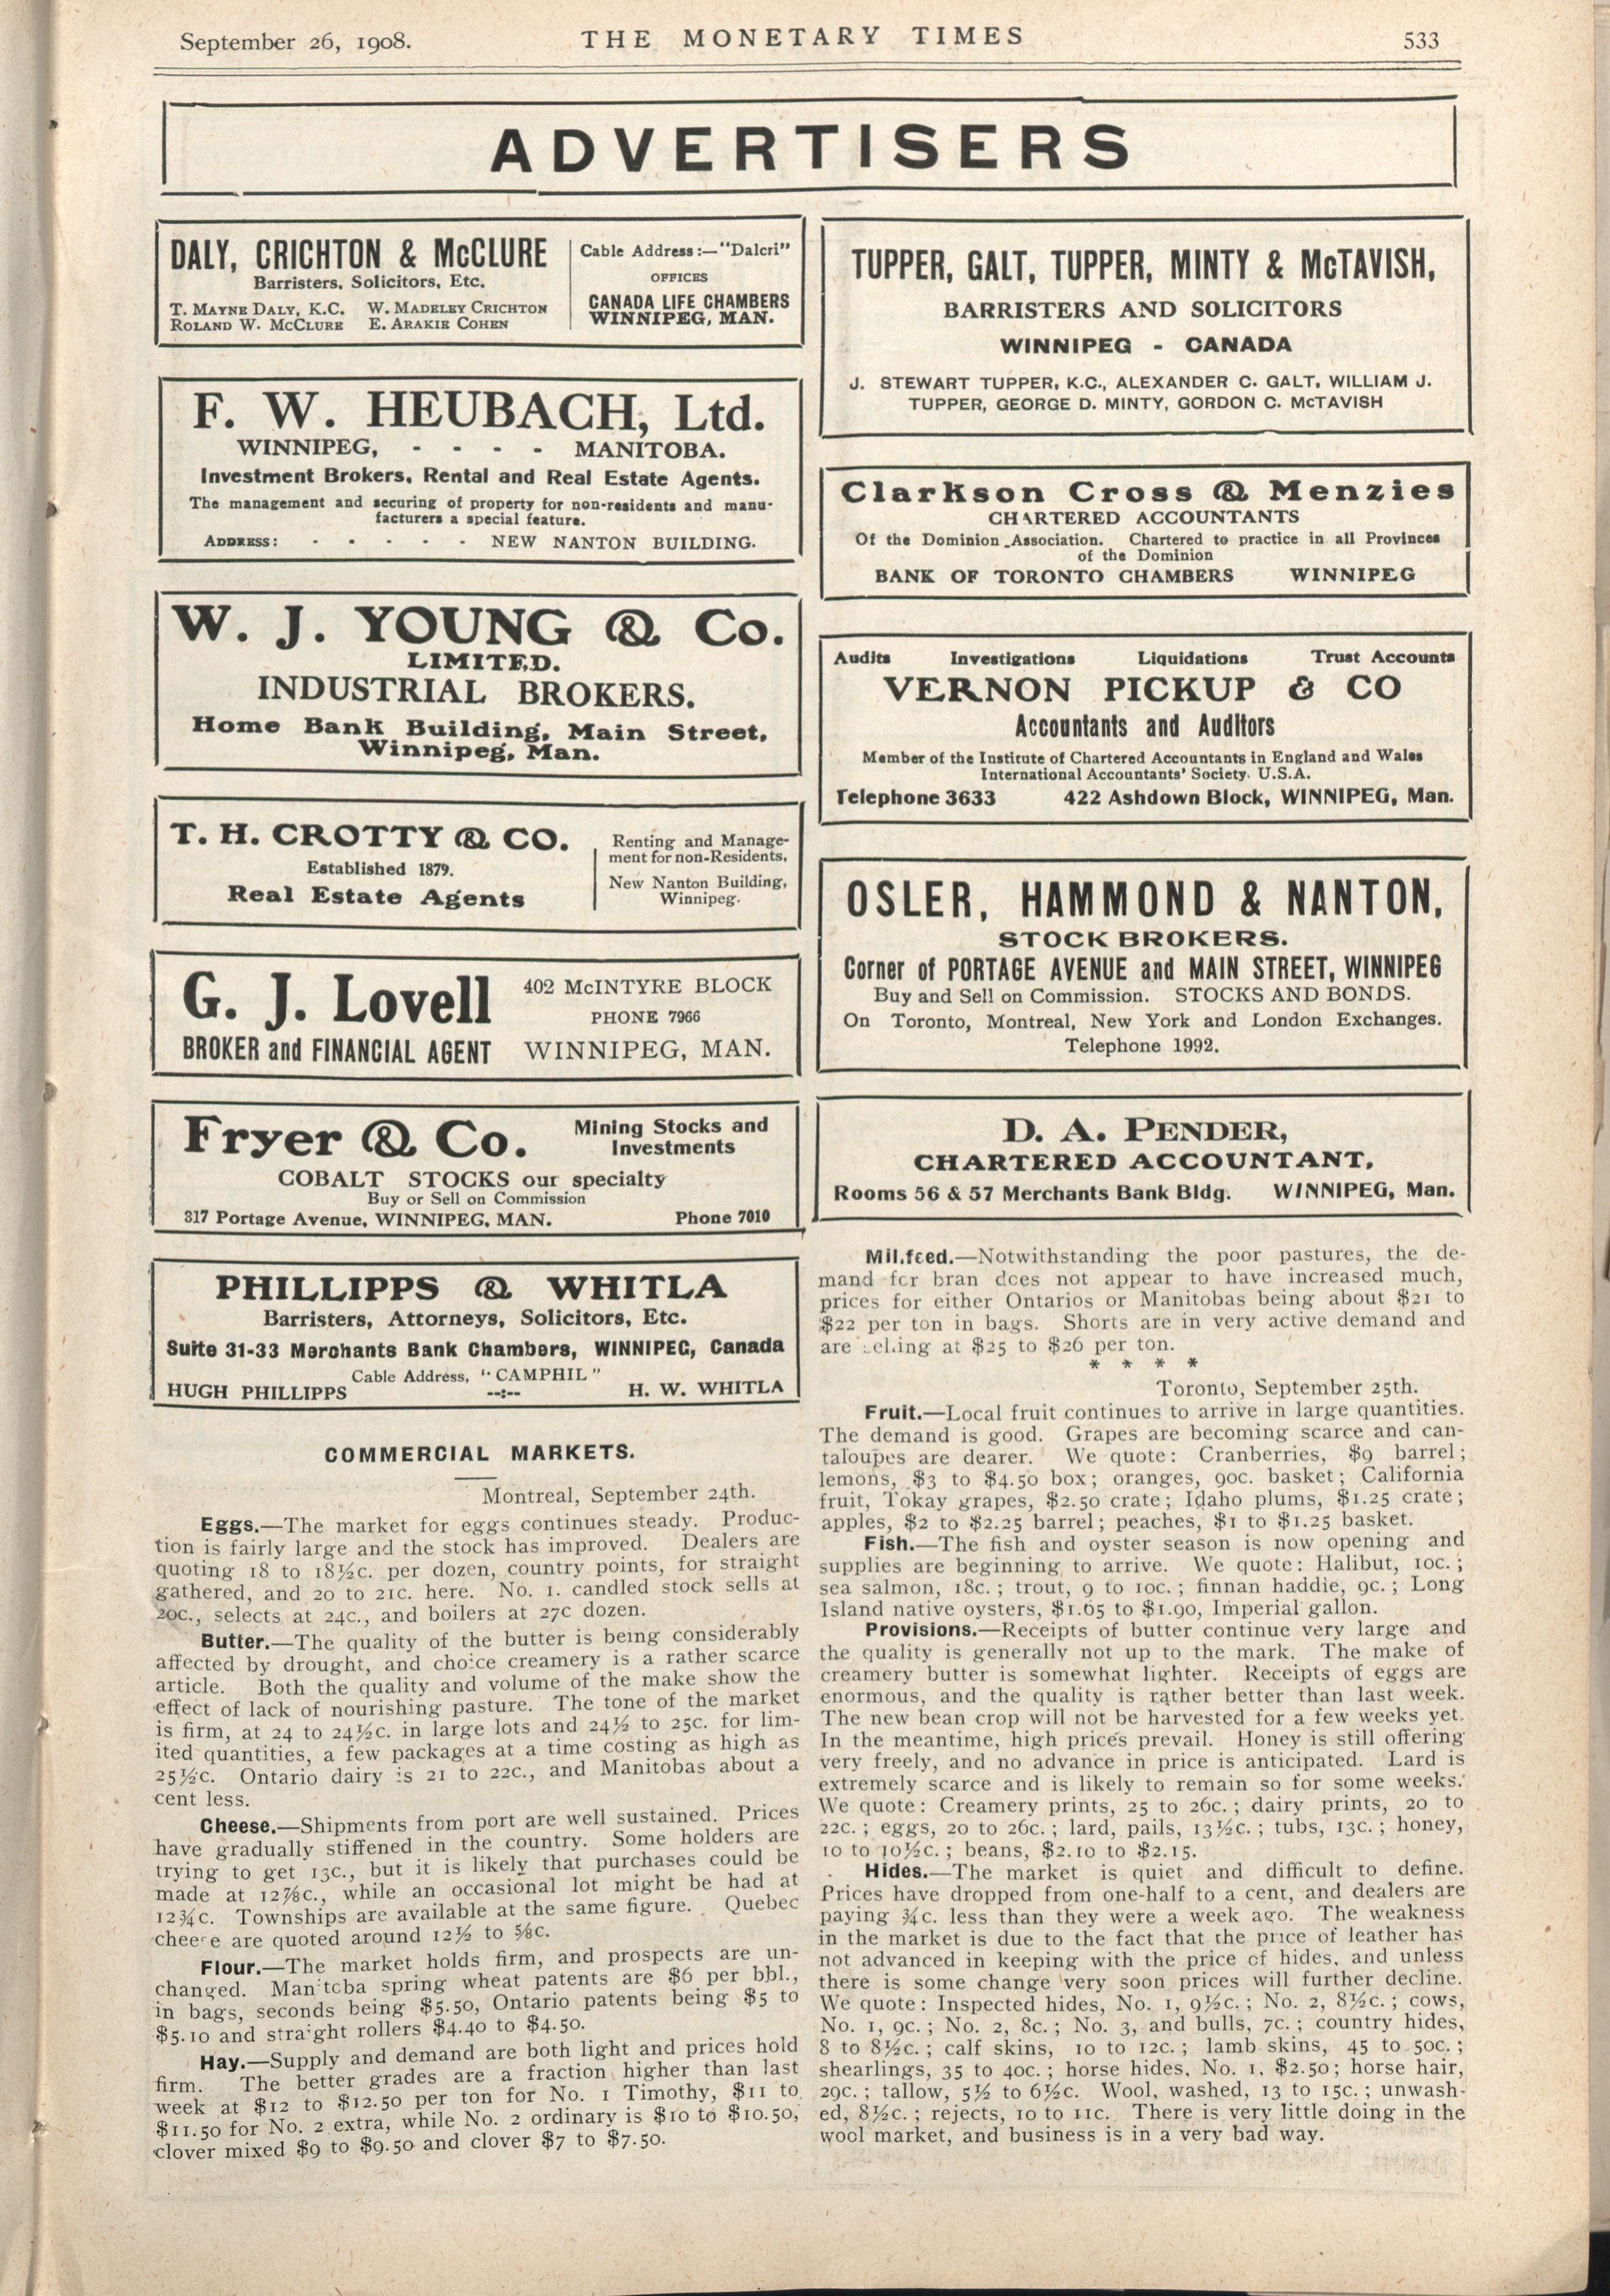 September 26, 1908.
THE MONETARY TIMES
533
ADVERTISERS
DALY, CRICHTON & McCLURE
Barristers, Solicitors, Etc.
T. MAYNE DALY, K.C. W. MADELEY CRICHTON
ROLAND W. MCCLURE E. ARAKIE COHEN
Cable Address:—"Dalcri"
OFFICES
CANADA LIFE CHAMBERS
WINNIPEG, MAN.
F. W. HEUBACH, Ltd.
WINNIPEG, - - - - MANITOBA.
Investment Brokers, Rental and Real Estate Agents.
The management and securing of property for non-residents and manu-
facturers a special feature.
ADDRESS: - - - - - NEW NANTON BUILDING.
W. J. YOUNG & Co.
LIMITED.
INDUSTRIAL BROKERS.
Home Bank Building, Main Street,
Winnipeg, Man.
T. H. CROTTY & CO.
Established 1879.
Real Estate Agents
Renting and Manage-
ment for non-Residents,
New Nanton Building,
Winnipeg.
G. J. Lovell
BROKER and FINANCIAL AGENT
402 McINTYRE BLOCK
PHONE 7966
WINNIPEG, MAN.
Fryer & Co.
Mining Stocks and
Investments
COBALT STOCKS our specialty
Buy or Sell on Commission
317 Portage Avenue, WINNIPEG, MAN. Phone 7010
PHILLIPPS & WHITLA
Barristers, Attorneys, Solicitors, Etc.
Suite 31-33 Merchants Bank Chambers, WINNIPEG, Canada
Cable Address, "CAMPHIL"
HUGH PHILLIPPS --:-- H. W. WHITLA
COMMERCIAL MARKETS.
Montreal, September 24th.
Eggs.—The market for eggs continues steady. Produc-
tion is fairly large and the stock has improved. Dealers are
quoting 18 to 18½c. per dozen, country points, for straight
gathered, and 20 to 21c. here. No. 1. candled stock sells at
20c., selects at 24c., and boilers at 27c dozen.
Butter.—The quality of the butter is being considerably
affected by drought, and choice creamery is a rather scarce
article. Both the quality and volume of the make show the
effect of lack of nourishing pasture. The tone of the market
is firm, at 24 to 24½c. in large lots and 24½ to 25c. for lim-
ited quantities, a few packages at a time costing as high as
25½c. Ontario dairy is 21 to 22c., and Manitobas about a
cent less.
Cheese.—Shipments from port are well sustained. Prices
have gradually stiffened in the country. Some holders are
trying to get 13c., but it is likely that purchases could be
made at 12⅞c., while an occasional lot might be had at
12¾c. Townships are available at the same figure. Quebec
cheese are quoted around 12½ to ⅝c.
Flour.—The market holds firm, and prospects are un-
changed. Manitoba spring wheat patents are $6 per bbl.,
in bags, seconds being $5.50, Ontario patents being $5 to
$5.10 and straight rollers $4.40 to $4.50.
Hay.—Supply and demand are both light and prices hold
firm. The better grades are a fraction higher than last
week at $12 to $12.50 per ton for No. 1 Timothy, $11 to
$11.50 for No. 2 extra, while No. 2 ordinary is $10 to $10.50,
clover mixed $9 to $9.50 and clover $7 to $7.50.
TUPPER, GALT, TUPPER, MINTY & McTAVISH,
BARRISTERS AND SOLICITORS
WINNIPEG - CANADA
J. STEWART TUPPER, K.C., ALEXANDER C. GALT, WILLIAM J.
TUPPER, GEORGE D. MINTY, GORDON C. McTAVISH
Clarkson Cross & Menzies
CHARTERED ACCOUNTANTS
Of the Dominion Association. Chartered to practice in all Provinces
of the Dominion
BANK OF TORONTO CHAMBERS WINNIPEG
Audits Investigations Liquidations Trust Accounts
VERNON PICKUP & CO
Accountants and Auditors
Member of the Institute of Chartered Accountants in England and Wales
International Accountants' Society. U.S.A.
Telephone 3633 422 Ashdown Block, WINNIPEG, Man.
OSLER, HAMMOND & NANTON,
STOCK BROKERS.
Corner of PORTAGE AVENUE and MAIN STREET, WINNIPEG
Buy and Sell on Commission. STOCKS AND BONDS.
On Toronto, Montreal, New York and London Exchanges.
Telephone 1992.
D. A. PENDER,
CHARTERED ACCOUNTANT,
Rooms 56 & 57 Merchants Bank Bldg. WINNIPEG, Man.
Millfeed.—Notwithstanding the poor pastures, the de-
mand for bran does not appear to have increased much,
prices for either Ontarios or Manitobas being about $21 to
$22 per ton in bags. Shorts are in very active demand and
are selling at $25 to $26 per ton.
* * * *
Toronto, September 25th.
Fruit.—Local fruit continues to arrive in large quantities.
The demand is good. Grapes are becoming scarce and can-
taloupes are dearer. We quote: Cranberries, $9 barrel;
lemons, $3 to $4.50 box; oranges, 90c. basket; California
fruit, Tokay grapes, $2.50 crate; Idaho plums, $1.25 crate;
apples, $2 to $2.25 barrel; peaches, $1 to $1.25 basket.
Fish.—The fish and oyster season is now opening and
supplies are beginning to arrive. We quote: Halibut, 10c.;
sea salmon, 18c.; trout, 9 to 10c.; finnan haddie, 9c.; Long
Island native oysters, $1.65 to $1.90, Imperial gallon.
Provisions.—Receipts of butter continue very large and
the quality is generally not up to the mark. The make of
creamery butter is somewhat lighter. Receipts of eggs are
enormous, and the quality is rather better than last week.
The new bean crop will not be harvested for a few weeks yet.
In the meantime, high prices prevail. Honey is still offering
very freely, and no advance in price is anticipated. Lard is
extremely scarce and is likely to remain so for some weeks.
We quote: Creamery prints, 25 to 26c.; dairy prints, 20 to
22c.; eggs, 20 to 26c.; lard, pails, 13½c.; tubs, 13c.; honey,
10 to 10½c.; beans, $2.10 to $2.15.
Hides.—The market is quiet and difficult to define.
Prices have dropped from one-half to a cent, and dealers are
paying ¾c. less than they were a week ago. The weakness
in the market is due to the fact that the price of leather has
not advanced in keeping with the price of hides, and unless
there is some change very soon prices will further decline.
We quote: Inspected hides, No. 1, 9½c.; No. 2, 8½c.; cows,
No. 1, 9c.; No. 2, 8c.; No. 3, and bulls, 7c.; country hides,
8 to 8½c.; calf skins, 10 to 12c.; lamb skins, 45 to 50c.;
shearlings, 35 to 40c.; horse hides, No. 1, $2.50; horse hair,
29c.; tallow, 5½ to 6½c. Wool, washed, 13 to 15c.; unwash-
ed, 8½c.; rejects, 10 to 11c. There is very little doing in the
wool market, and business is in a very bad way.